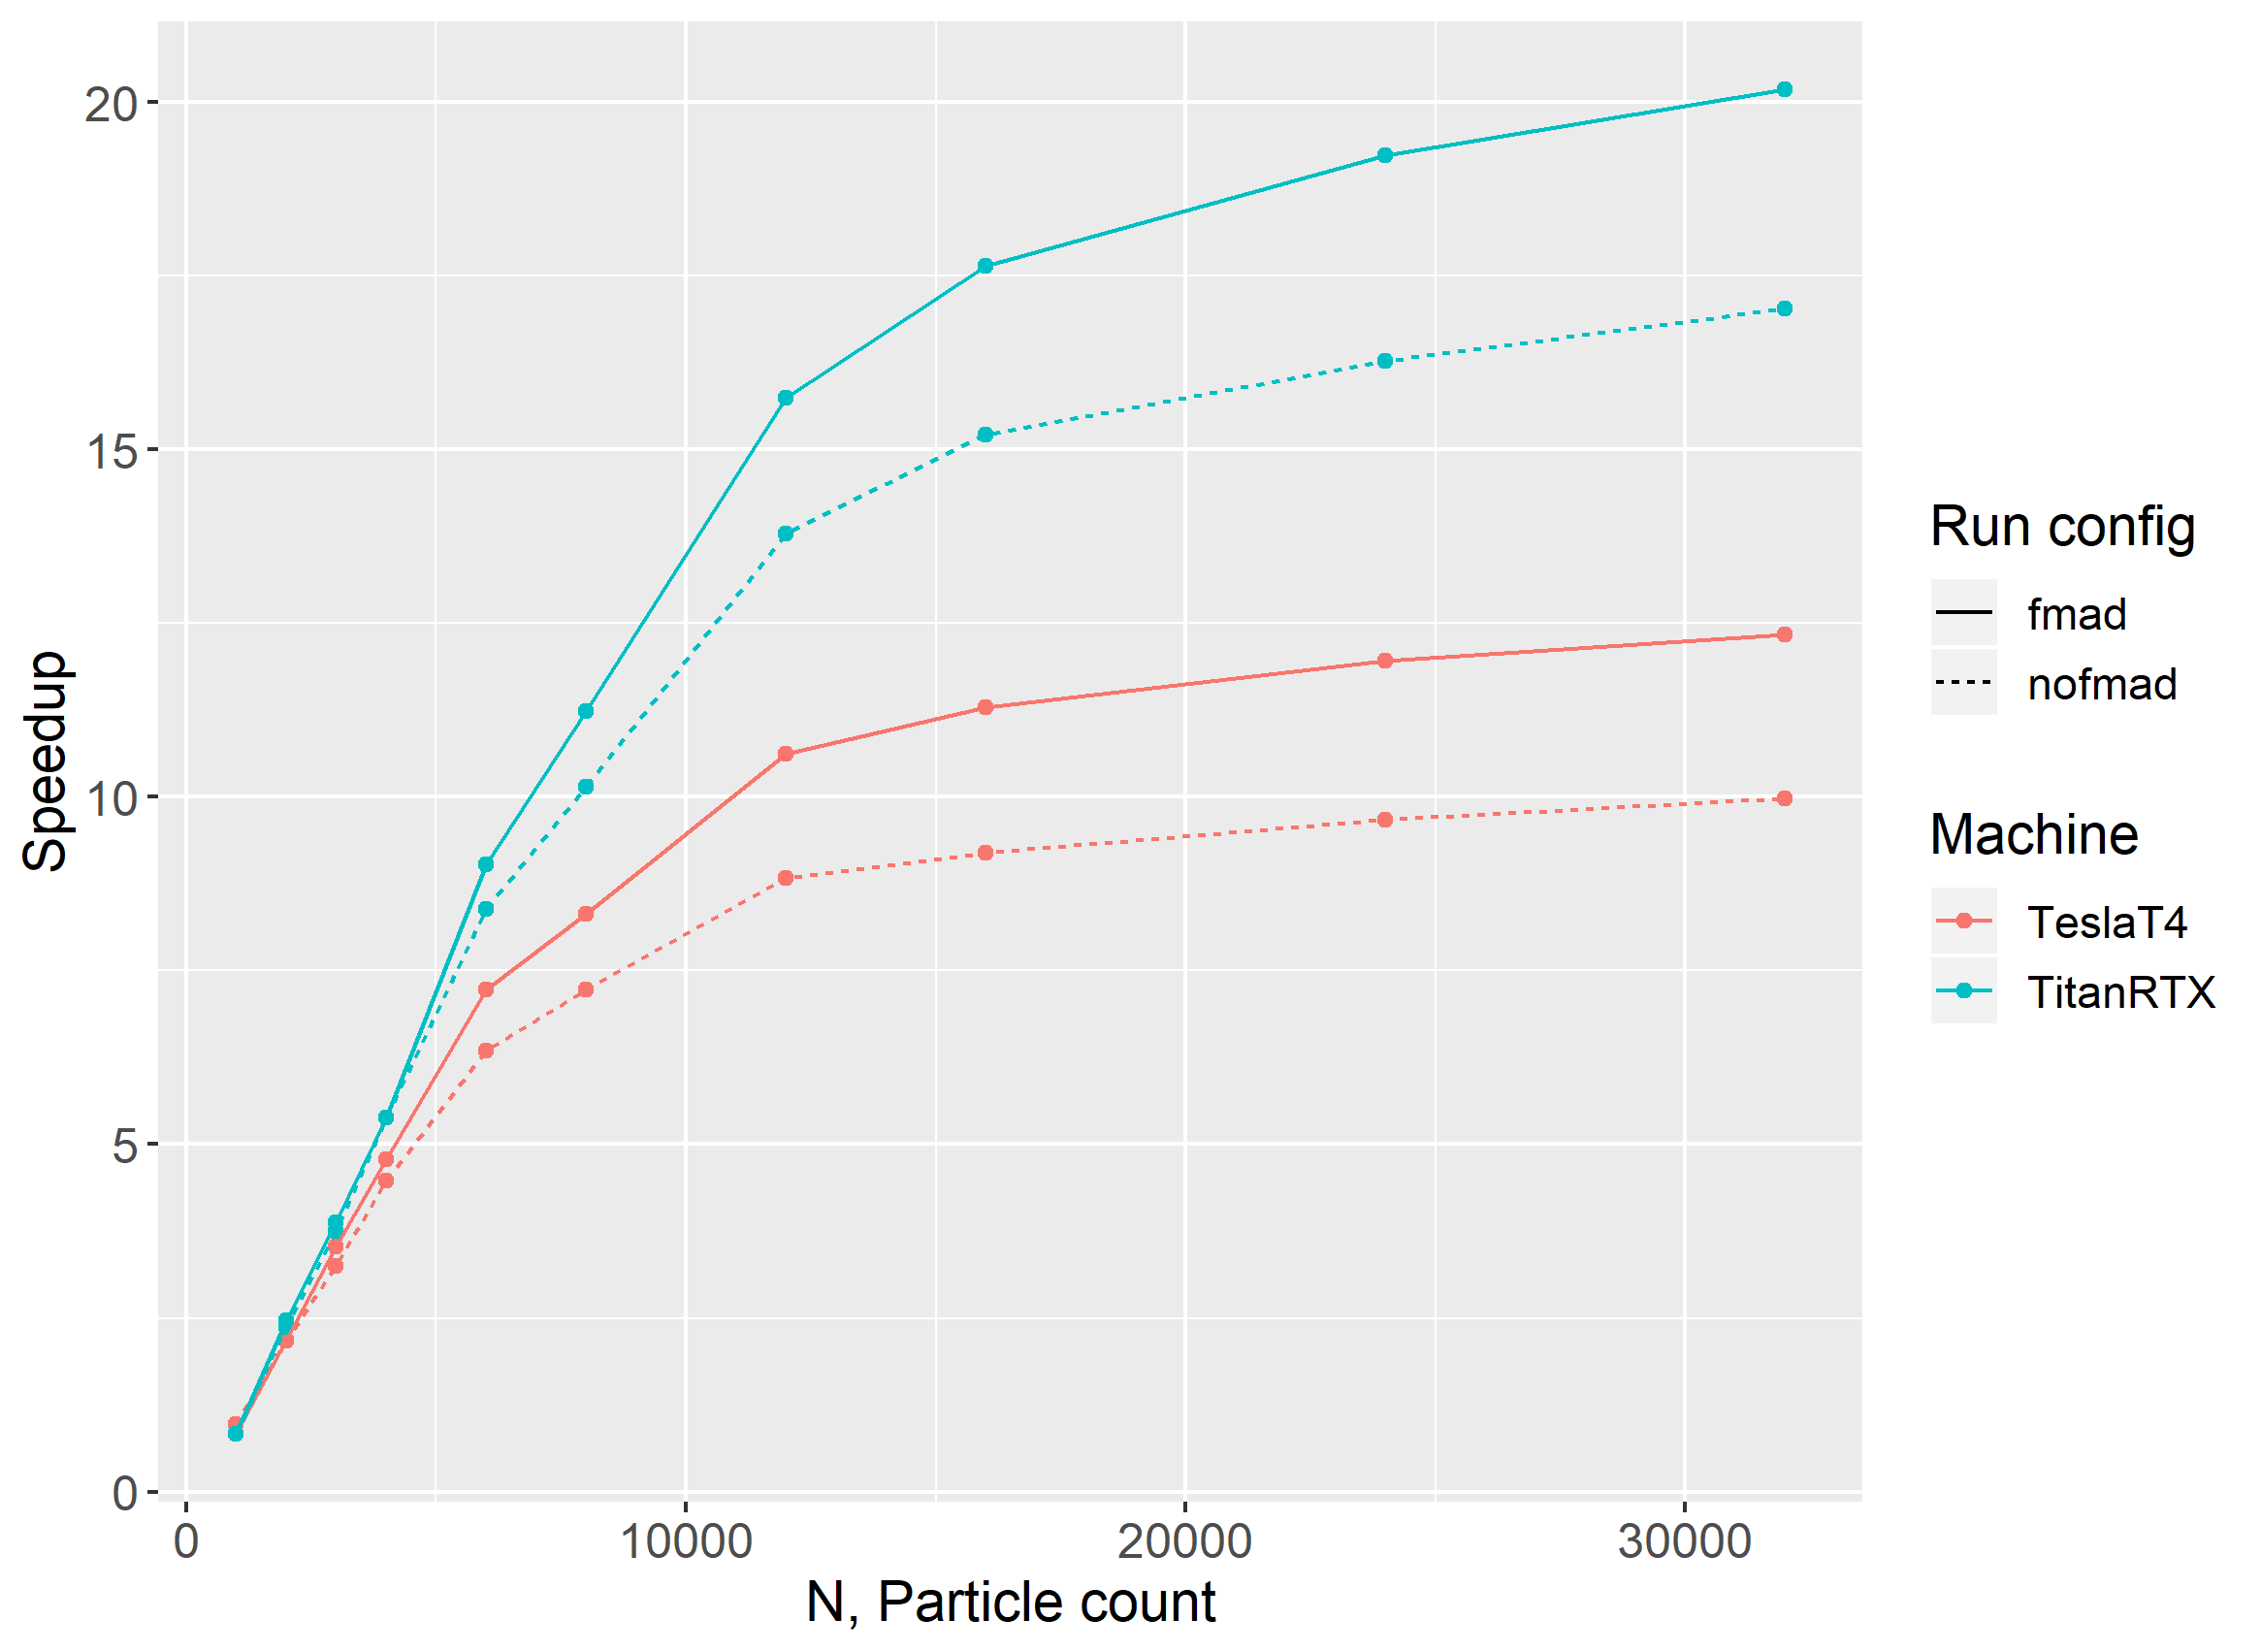 20
15
10
5
0
0 10000 20000 30000
N, Particle count
Speedup
Run config
fmad
nofmad
Machine
TeslaT4
TitanRTX